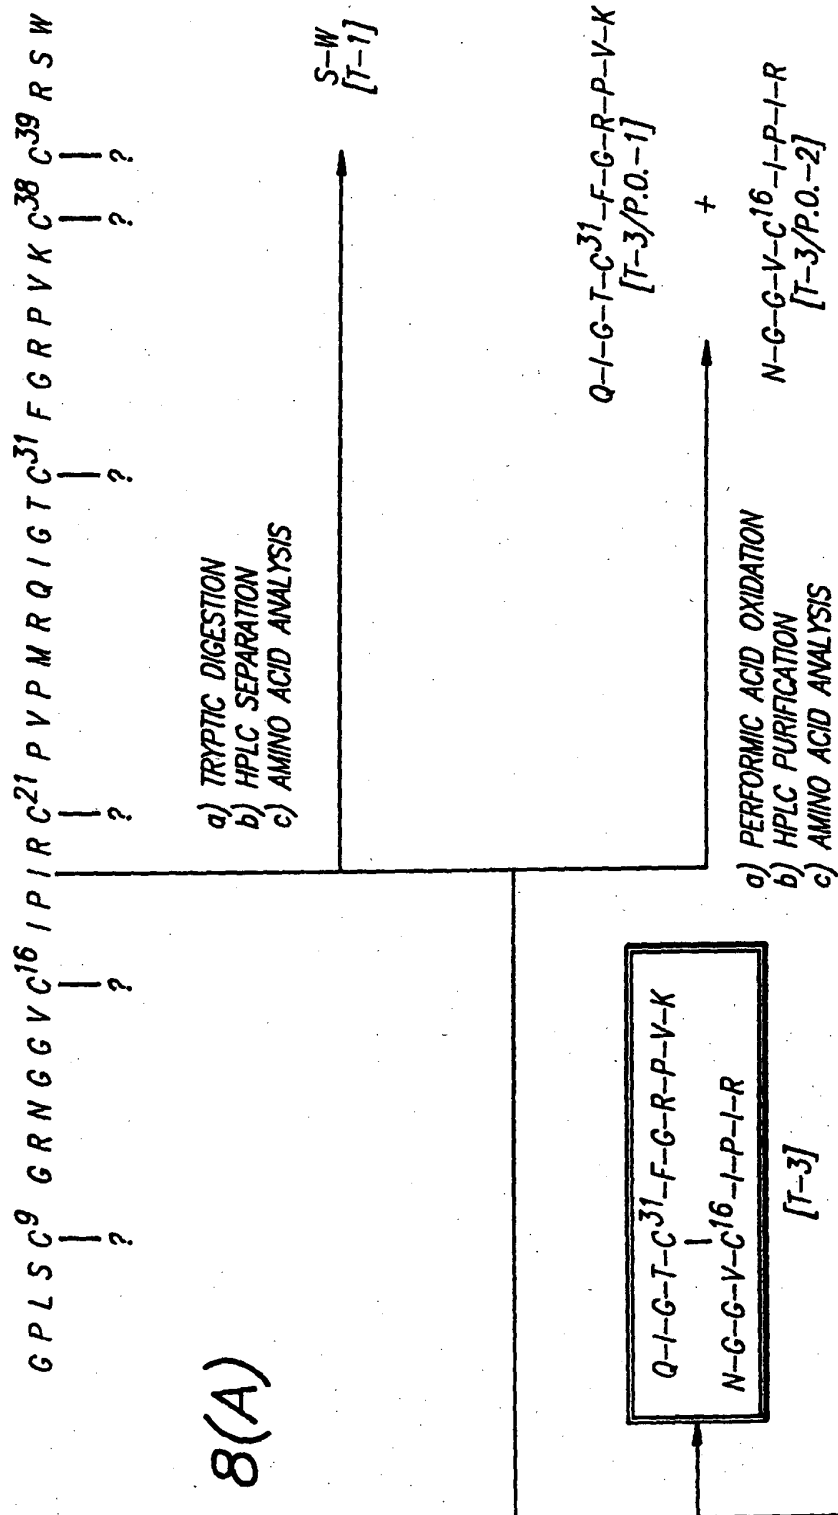 G P L S C9 G R N G G V C16 I P I R C21 P V P M R Q I G T C31 F G R P V K C38 C39 R S W
? ? ? ? ? ?
8(A)
a) TRYPTIC DIGESTION
b) HPLC SEPARATION
c) AMINO ACID ANALYSIS
S-W
[T-1]
Q-I-G-T-C31-F-G-R-P-V-K
N-G-G-V-C16-I-P-I-R
[T-3]
a) PERFORMIC ACID OXIDATION
b) HPLC PURIFICATION
c) AMINO ACID ANALYSIS
Q-I-G-T-C31-F-G-R-P-V-K
[T-3/P.O.-1]
+
N-G-G-V-C16-I-P-I-R
[T-3/P.O.-2]